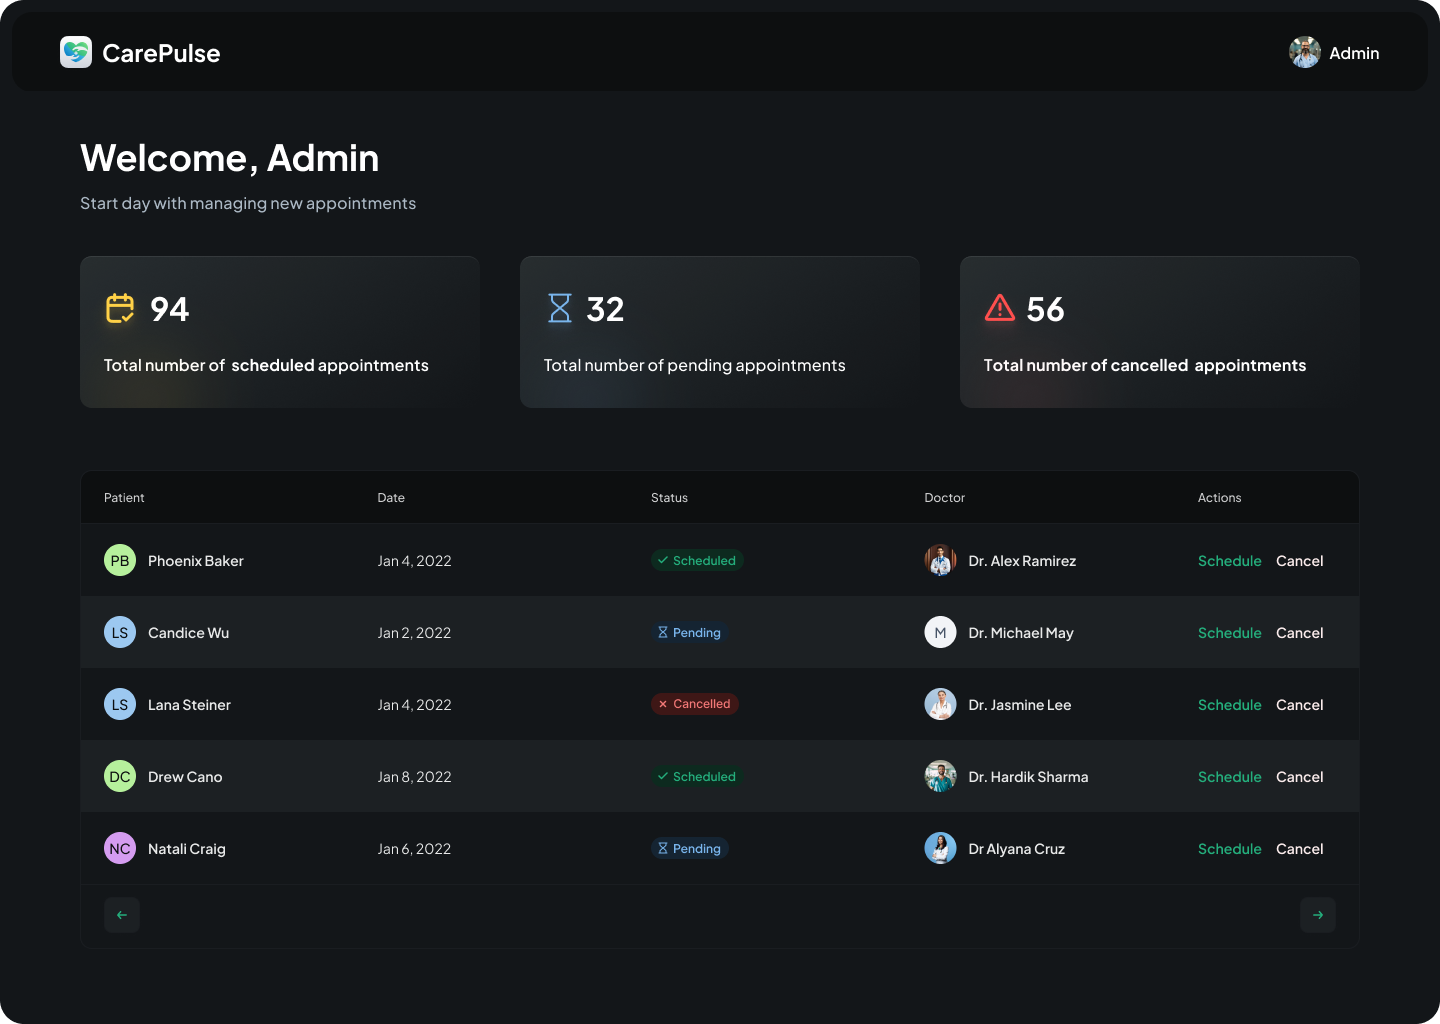 CarePulse
Admin
Welcome, Admin
Start day with managing new appointments
94
Total number of scheduled appointments
32
Total number of pending appointments
56
Total number of cancelled appointments
Patient Date Status Doctor Actions
PB Phoenix Baker Jan 4, 2022 Scheduled Dr. Alex Ramirez Schedule Cancel
LS Candice Wu Jan 2, 2022 Pending M Dr. Michael May Schedule Cancel
LS Lana Steiner Jan 4, 2022 Cancelled Dr. Jasmine Lee Schedule Cancel
DC Drew Cano Jan 8, 2022 Scheduled Dr. Hardik Sharma Schedule Cancel
NC Natali Craig Jan 6, 2022 Pending Dr Alyana Cruz Schedule Cancel